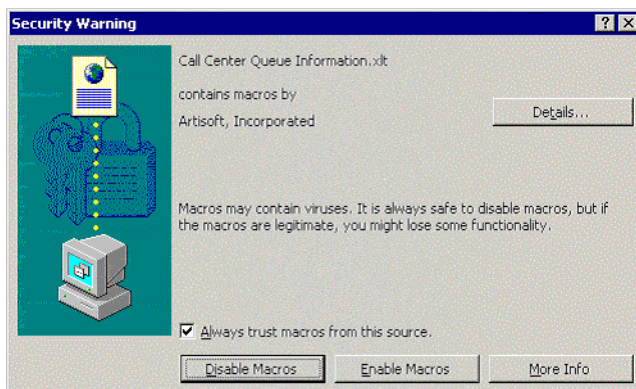 Security Warning
Call Center Queue Information.xlt
contains macros by
Artisoft, Incorporated
Details...
Macros may contain viruses. It is always safe to disable macros, but if
the macros are legitimate, you might lose some functionality.
Always trust macros from this source.
Disable Macros
Enable Macros
More Info